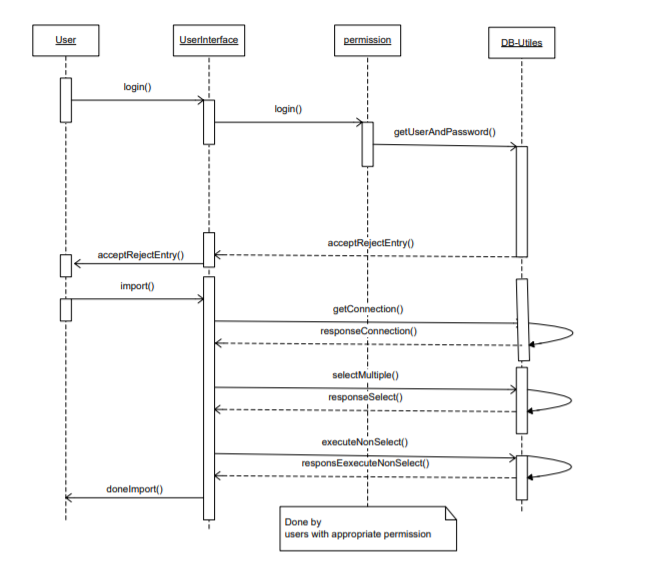 User
UserInterface
permission
DB-Utiles
login()
login()
getUserAndPassword()
acceptRejectEntry()
acceptRejectEntry()
import()
getConnection()
responseConnection()
selectMultiple()
responseSelect()
executeNonSelect()
responsEexecuteNonSelect()
doneImport()
Done by
users with appropriate permission